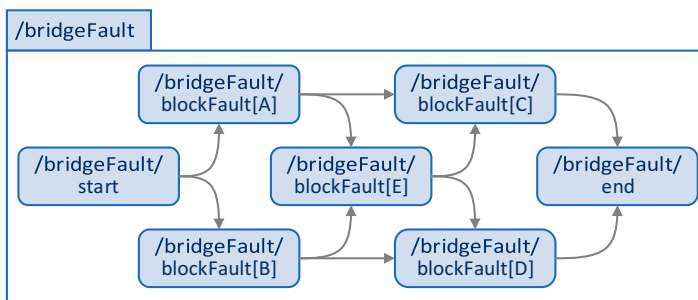 /bridgeFault
/bridgeFault/
blockFault[A]
/bridgeFault/
blockFault[C]
/bridgeFault/
start
/bridgeFault/
blockFault[E]
/bridgeFault/
end
/bridgeFault/
blockFault[B]
/bridgeFault/
blockFault[D]